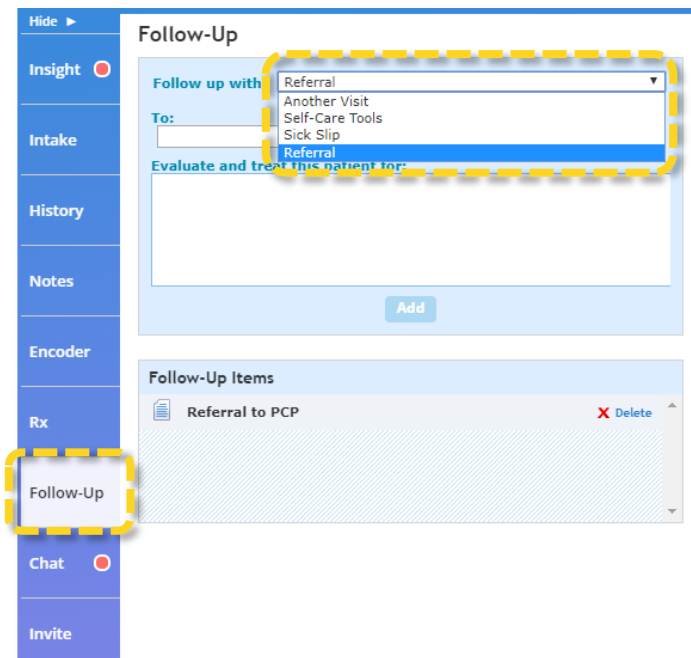 Hide ►
Insight
Intake
History
Notes
Encoder
Rx
Follow-Up
Chat
Invite
Follow-Up
Follow up with Referral
Another Visit
Self-Care Tools
Sick Slip
Referral
To:
Evaluate and treat this patient for:
Add
Follow-Up Items
Referral to PCP X Delete